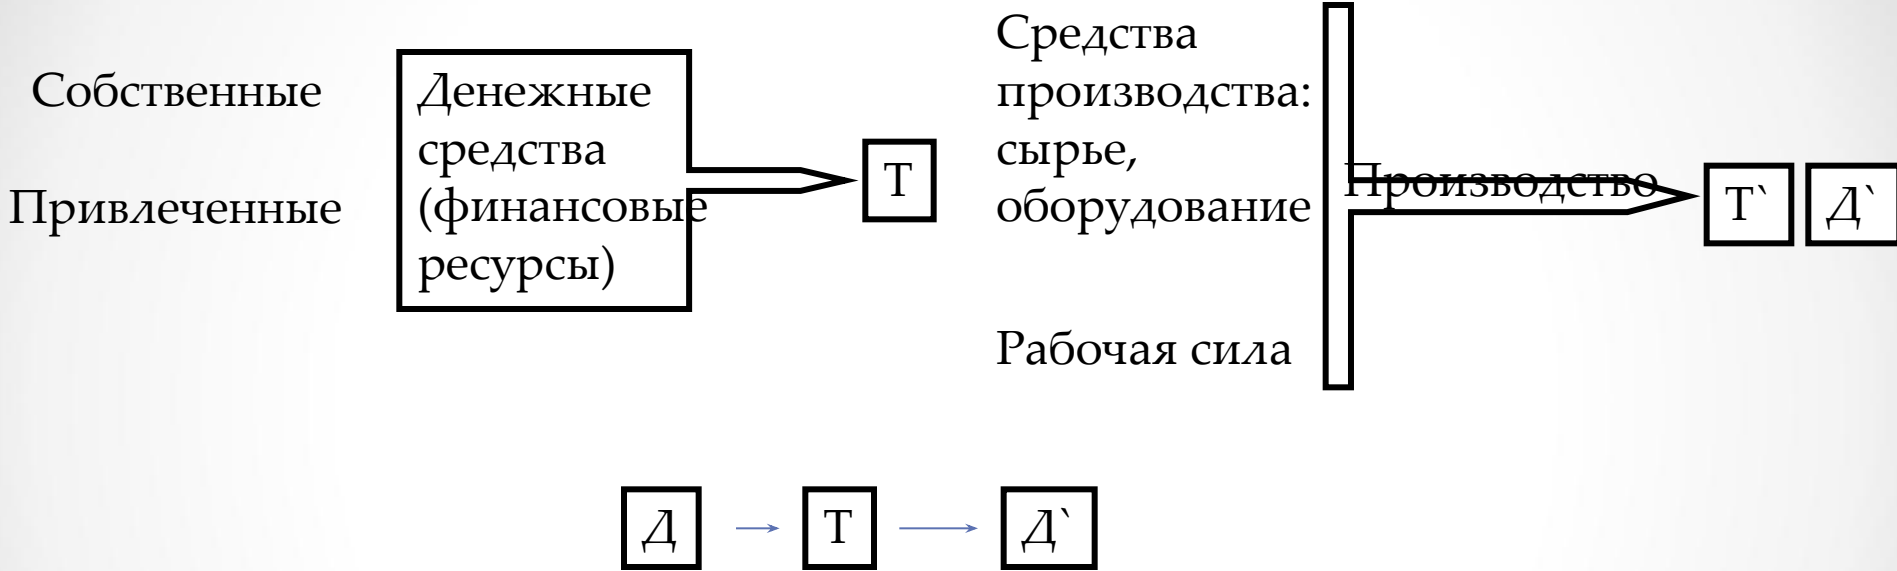 Собственные
Привлеченные
Денежные
средства
(финансовые
ресурсы)
Т
Средства
производства:
сырье,
оборудование
Рабочая сила
Производство
Т`
Д`
Д
Т
Д`